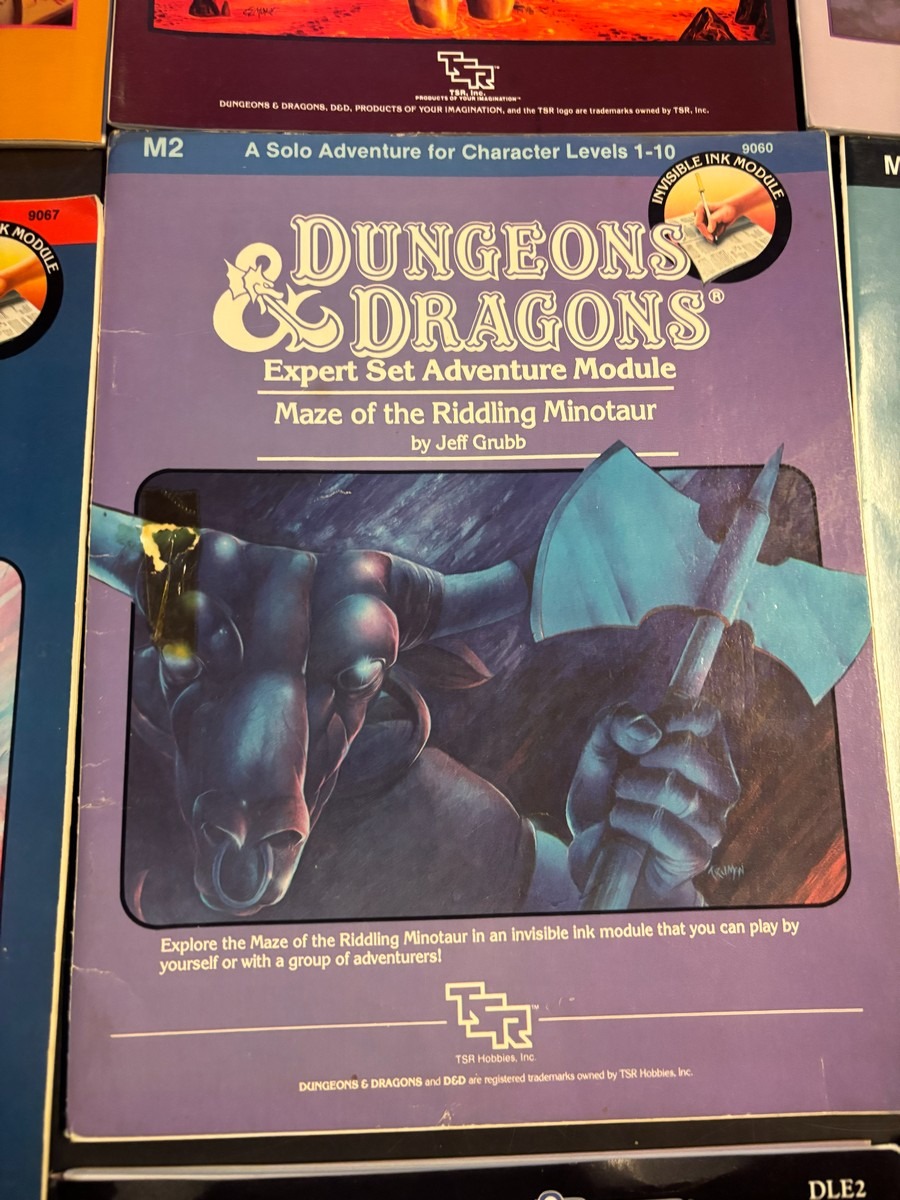 TSR
TSR, Inc.
PRODUCTS OF YOUR IMAGINATION™
DUNGEONS & DRAGONS, D&D, PRODUCTS OF YOUR IMAGINATION, and the TSR logo are trademarks owned by TSR, Inc.
M2
A Solo Adventure for Character Levels 1-10
9060
INVISIBLE INK MODULE
DUNGEONS
& DRAGONS®
Expert Set Adventure Module
Maze of the Riddling Minotaur
by Jeff Grubb
TRUMAN
Explore the Maze of the Riddling Minotaur in an invisible ink module that you can play by
yourself or with a group of adventurers!
TSR™
TSR Hobbies, Inc.
DUNGEONS & DRAGONS and D&D are registered trademarks owned by TSR Hobbies, Inc.
9067
K MODULE
M
DLE2